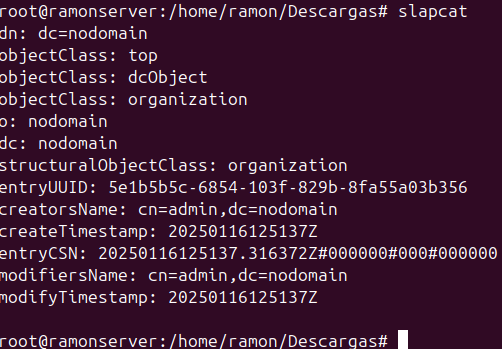 root@ramonserver:/home/ramon/Descargas# slapcat
dn: dc=nodomain
objectClass: top
objectClass: dcObject
objectClass: organization
o: nodomain
dc: nodomain
structuralObjectClass: organization
entryUUID: 5e1b5b5c-6854-103f-829b-8fa55a03b356
creatorsName: cn=admin,dc=nodomain
createTimestamp: 20250116125137Z
entryCSN: 20250116125137.316372Z#000000#000#000000
modifiersName: cn=admin,dc=nodomain
modifyTimestamp: 20250116125137Z
root@ramonserver:/home/ramon/Descargas#